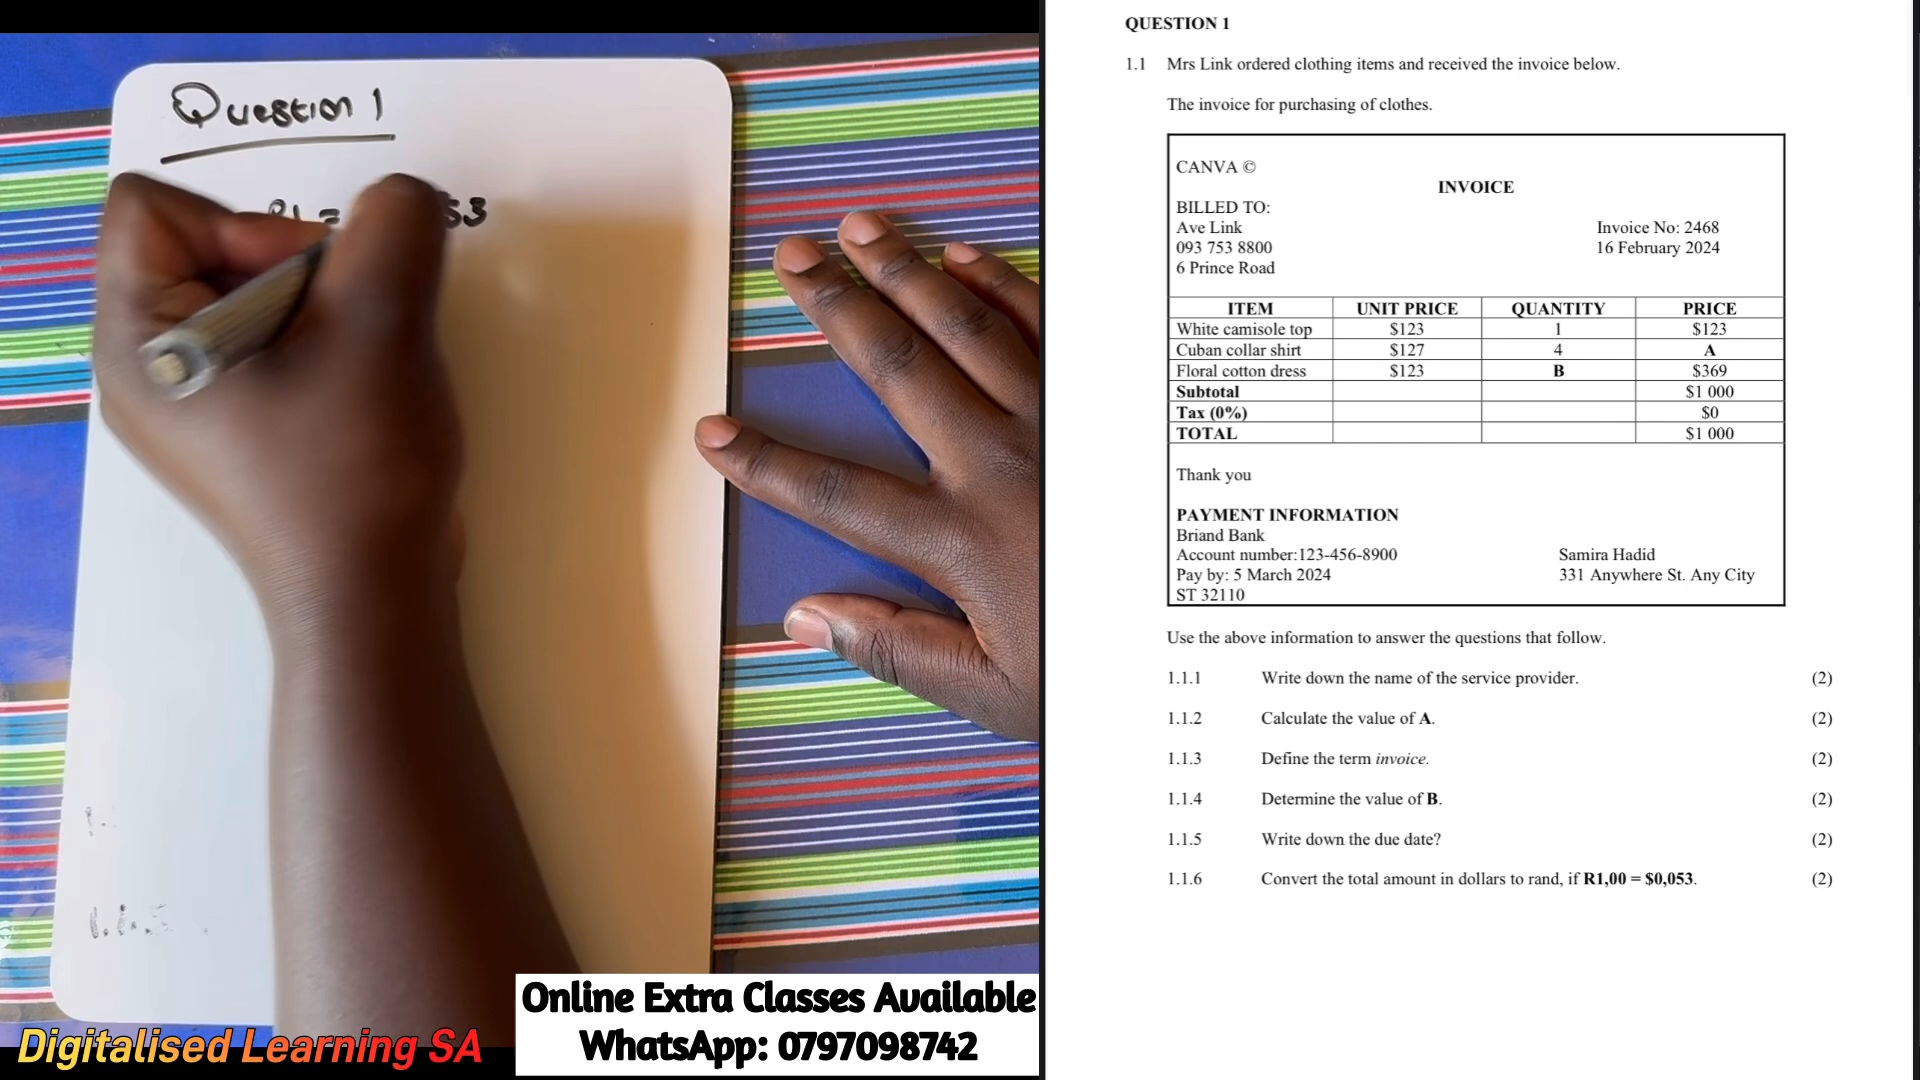 Question 1
53
1.1.3
Digitalised Learning SA
Online Extra Classes Available
WhatsApp: 0797098742
QUESTION 1
1.1 Mrs Link ordered clothing items and received the invoice below.
The invoice for purchasing of clothes.
CANVA ©
INVOICE
BILLED TO:
Ave Link
Invoice No: 2468
093 753 8800
16 February 2024
6 Prince Road
ITEM UNIT PRICE QUANTITY PRICE
White camisole top $123 1 $123
Cuban collar shirt $127 4 A
Floral cotton dress $123 B $369
Subtotal $1 000
Tax (0%) $0
TOTAL $1 000
Thank you
PAYMENT INFORMATION
Briand Bank
Account number:123-456-8900 Samira Hadid
Pay by: 5 March 2024 331 Anywhere St. Any City
ST 32110
Use the above information to answer the questions that follow.
1.1.1 Write down the name of the service provider. (2)
1.1.2 Calculate the value of A. (2)
1.1.3 Define the term invoice. (2)
1.1.4 Determine the value of B. (2)
1.1.5 Write down the due date? (2)
1.1.6 Convert the total amount in dollars to rand, if R1,00 = $0,053. (2)